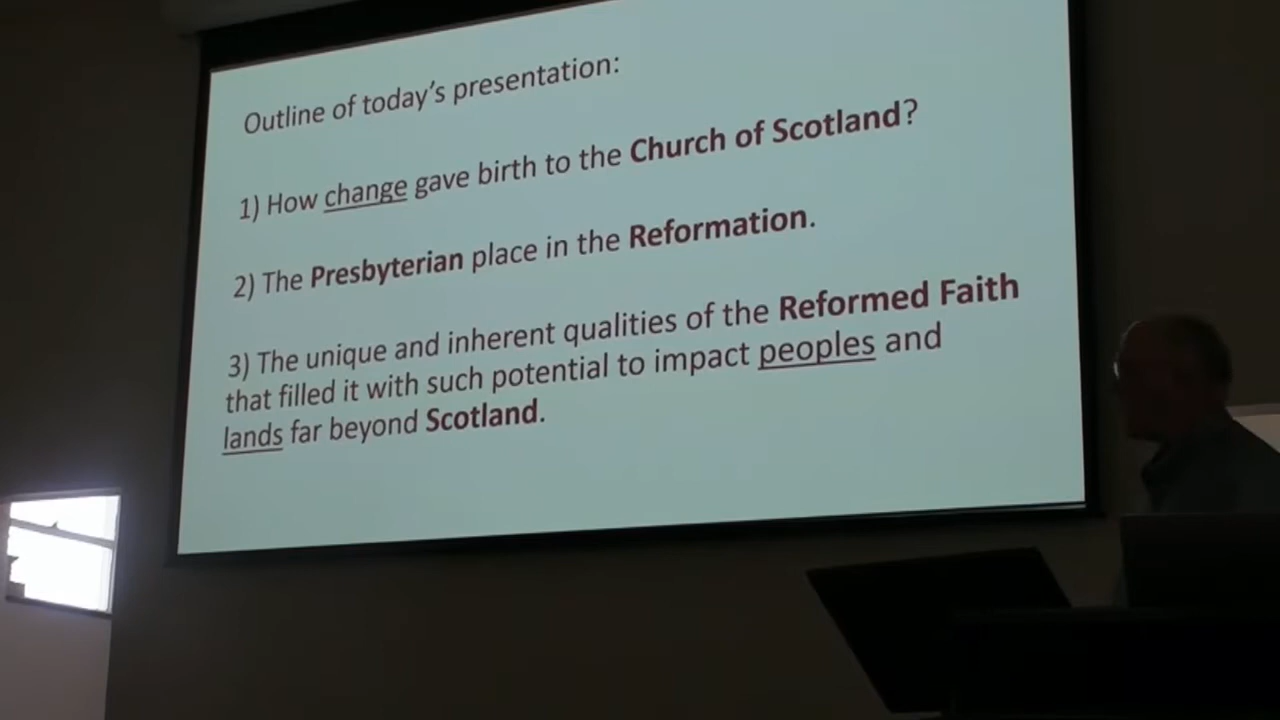 Outline of today's presentation:
1) How change gave birth to the Church of Scotland?
2) The Presbyterian place in the Reformation.
3) The unique and inherent qualities of the Reformed Faith
that filled it with such potential to impact peoples and
lands far beyond Scotland.